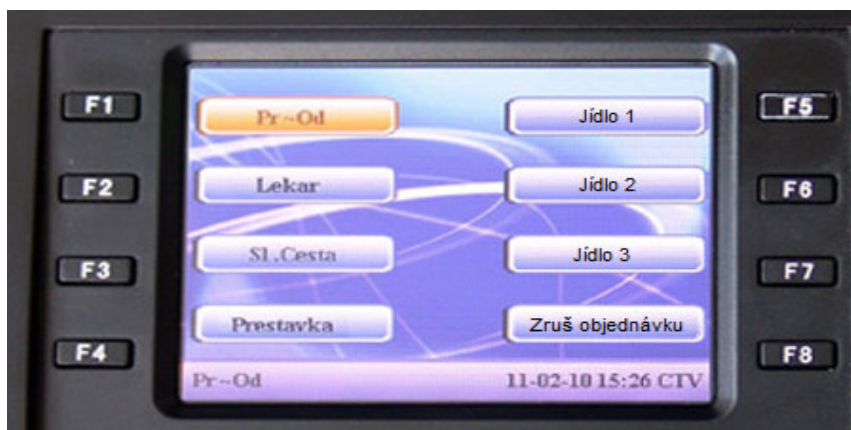 F1
Pr~Od
Jídlo 1
F5
F2
Lekar
Jídlo 2
F6
F3
Sl.Cesta
Jídlo 3
F7
F4
Prestavka
Zruš objednávku
F8
Pr~Od
11-02-10 15:26 CTV